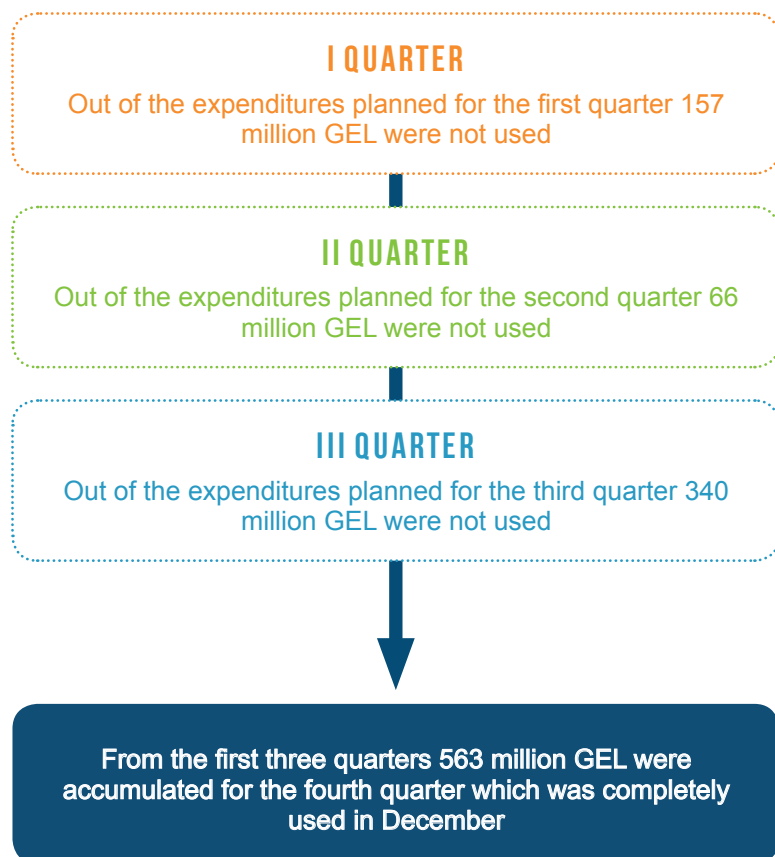 I QUARTER
Out of the expenditures planned for the first quarter 157
million GEL were not used
II QUARTER
Out of the expenditures planned for the second quarter 66
million GEL were not used
III QUARTER
Out of the expenditures planned for the third quarter 340
million GEL were not used
From the first three quarters 563 million GEL were
accumulated for the fourth quarter which was completely
used in December